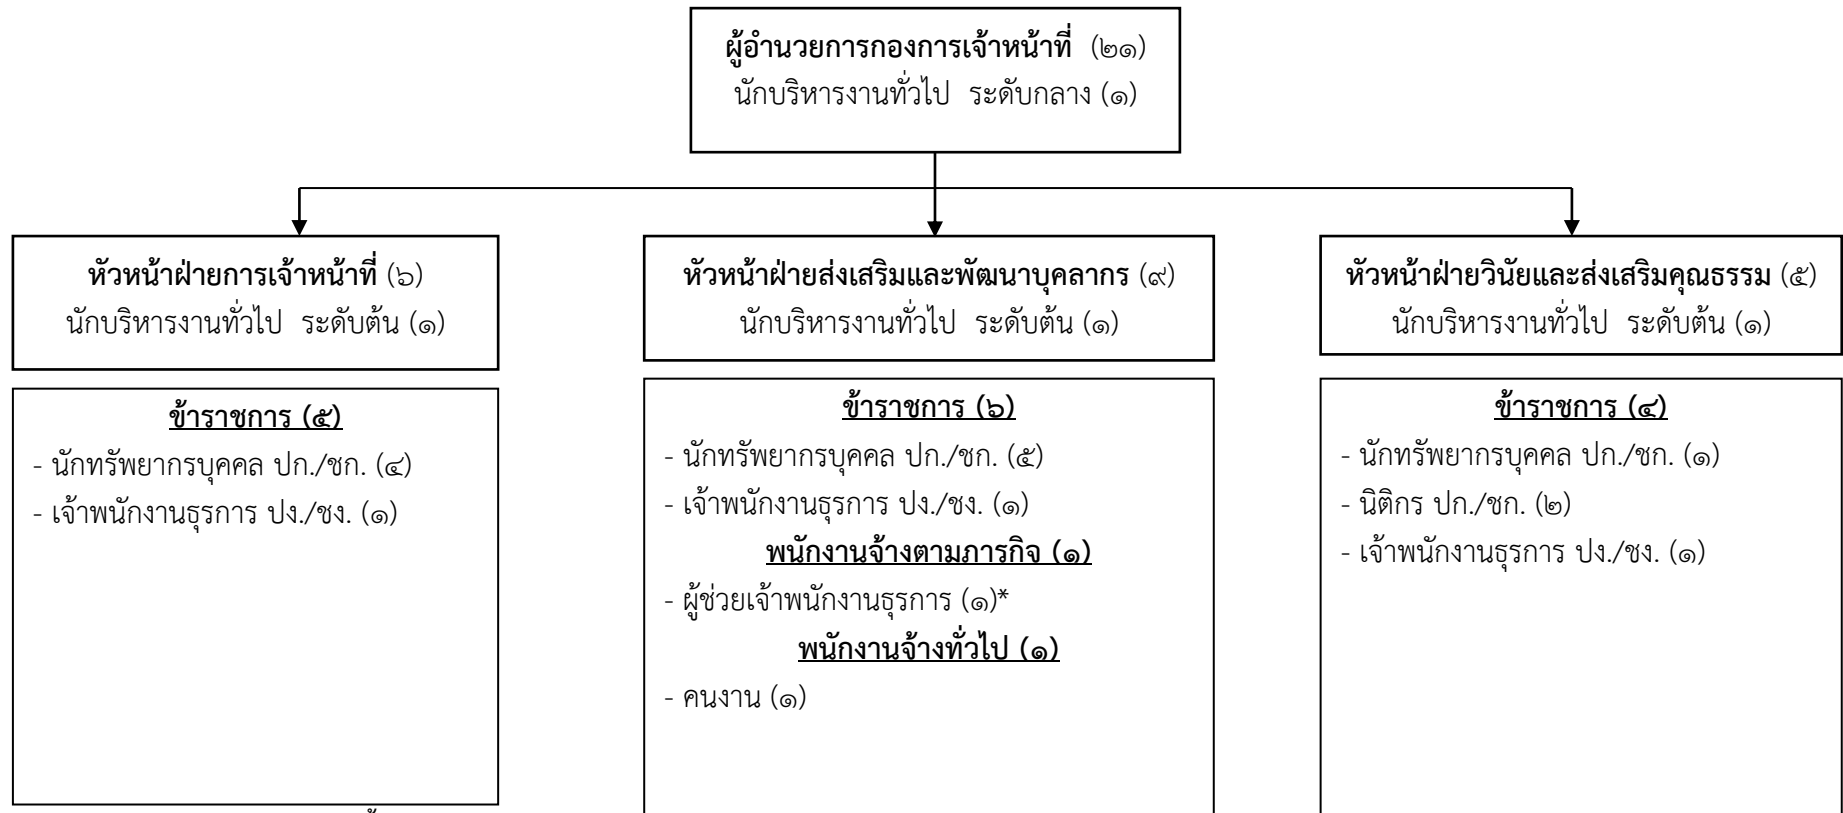 ผู้อำนวยการกองการเจ้าหน้าที่ (๒๑)
นักบริหารงานทั่วไป ระดับกลาง (๑)
หัวหน้าฝ่ายการเจ้าหน้าที่ (๖)
นักบริหารงานทั่วไป ระดับต้น (๑)
ข้าราชการ (๕)
- นักทรัพยากรบุคคล ปก./ชก. (๔)
- เจ้าพนักงานธุรการ ปง./ชง. (๑)
หัวหน้าฝ่ายส่งเสริมและพัฒนาบุคลากร (๙)
นักบริหารงานทั่วไป ระดับต้น (๑)
ข้าราชการ (๖)
- นักทรัพยากรบุคคล ปก./ชก. (๕)
- เจ้าพนักงานธุรการ ปง./ชง. (๑)
พนักงานจ้างตามภารกิจ (๑)
- ผู้ช่วยเจ้าพนักงานธุรการ (๑)*
พนักงานจ้างทั่วไป (๑)
- คนงาน (๑)
หัวหน้าฝ่ายวินัยและส่งเสริมคุณธรรม (๕)
นักบริหารงานทั่วไป ระดับต้น (๑)
ข้าราชการ (๔)
- นักทรัพยากรบุคคล ปก./ชก. (๑)
- นิติกร ปก./ชก. (๒)
- เจ้าพนักงานธุรการ ปง./ชง. (๑)